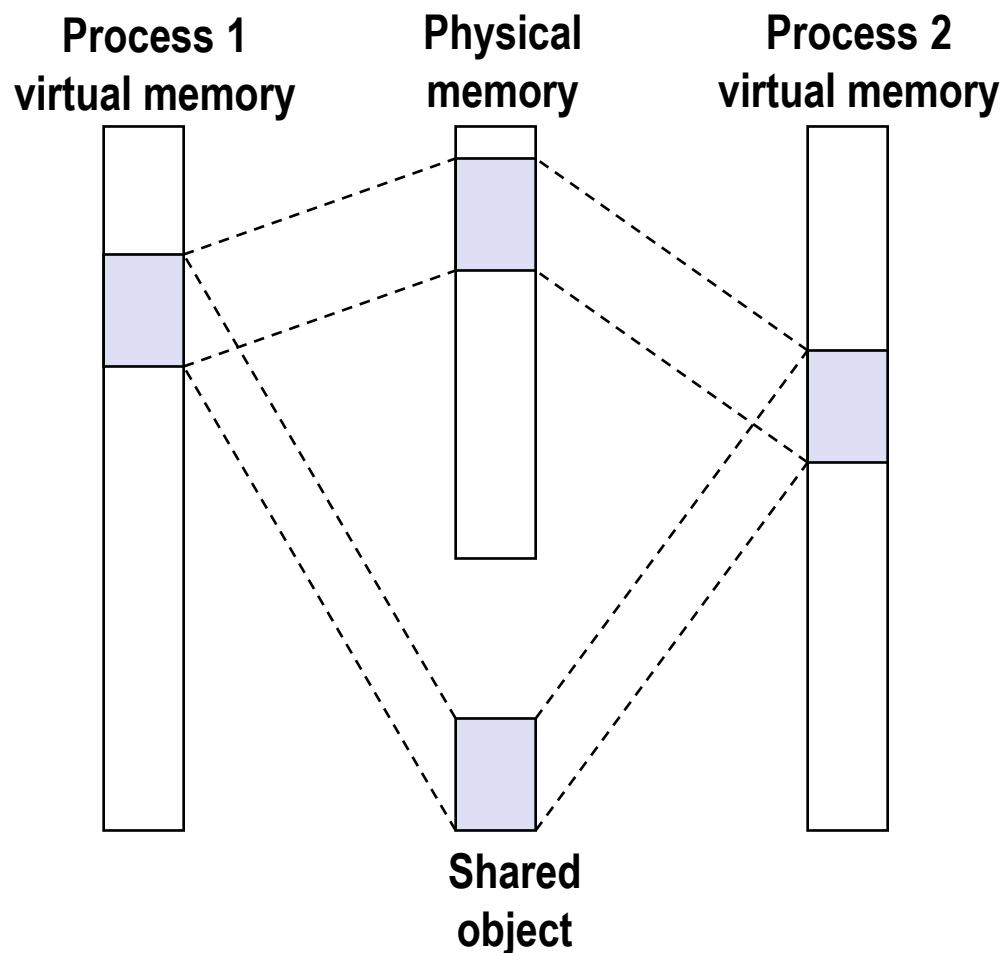 Process 1
virtual memory
Physical
memory
Process 2
virtual memory
Shared
object